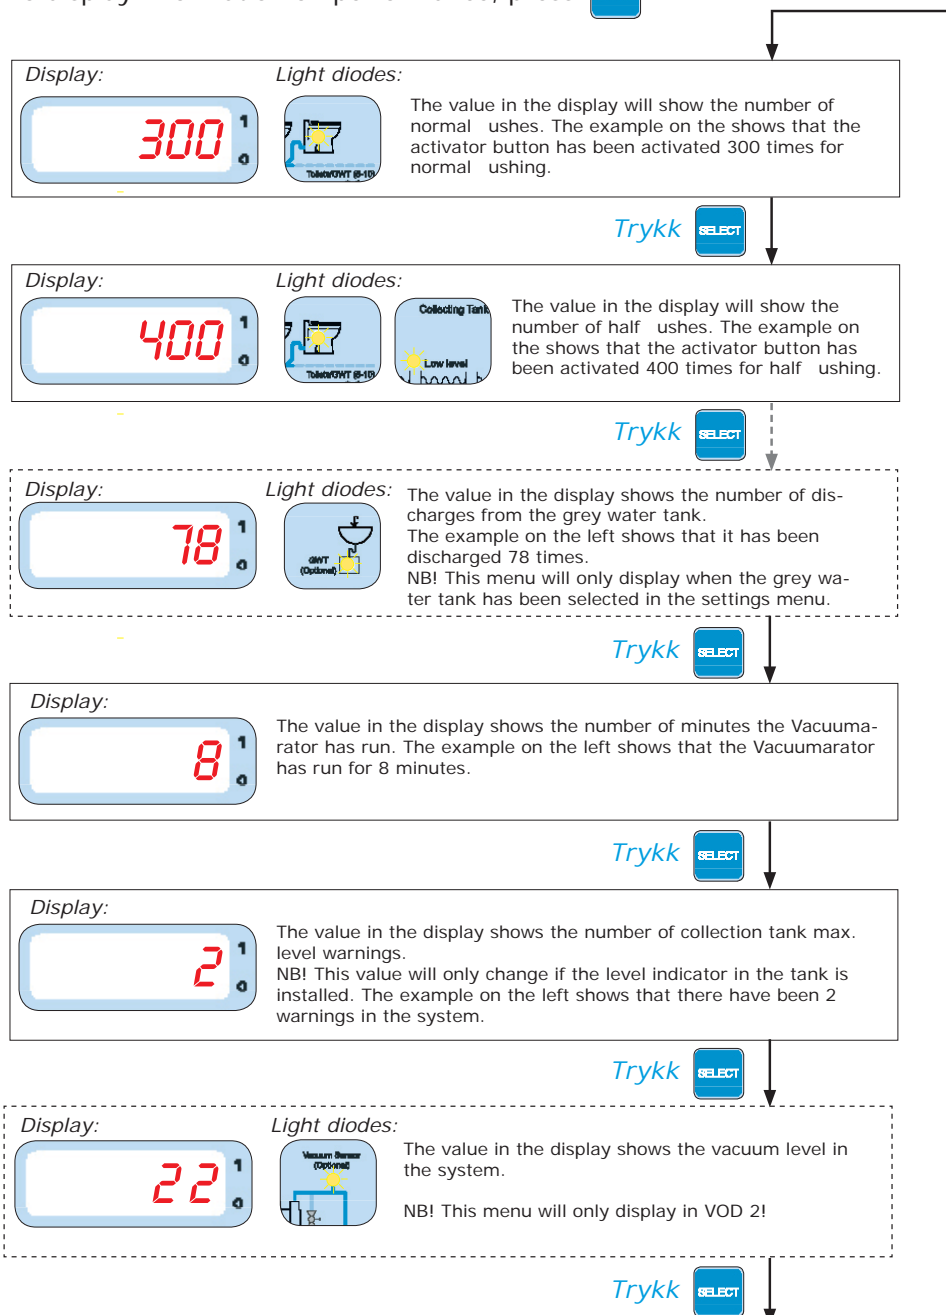 Display:
Light diodes:
300
1
0
Toilets/GWT (6-10)
The value in the display will show the number of
normal ushes. The example on the shows that the
activator button has been activated 300 times for
normal ushing.
Trykk SELECT
Display:
Light diodes:
400
1
0
Toilets/GWT (6-10)
Collecting Tank
Low level
The value in the display will show the
number of half ushes. The example on
the shows that the activator button has
been activated 400 times for half ushing.
Trykk SELECT
Display:
Light diodes:
78
1
0
GWT
(Optional)
The value in the display shows the number of dis-
charges from the grey water tank.
The example on the left shows that it has been
discharged 78 times.
NB! This menu will only display when the grey wa-
ter tank has been selected in the settings menu.
Trykk SELECT
Display:
8
1
0
The value in the display shows the number of minutes the Vacuuma-
rator has run. The example on the left shows that the Vacuumarator
has run for 8 minutes.
Trykk SELECT
Display:
2
1
0
The value in the display shows the number of collection tank max.
level warnings.
NB! This value will only change if the level indicator in the tank is
installed. The example on the left shows that there have been 2
warnings in the system.
Trykk SELECT
Display:
Light diodes:
22
1
0
Vacuum Sensor
(Optional)
The value in the display shows the vacuum level in
the system.
NB! This menu will only display in VOD 2!
Trykk SELECT